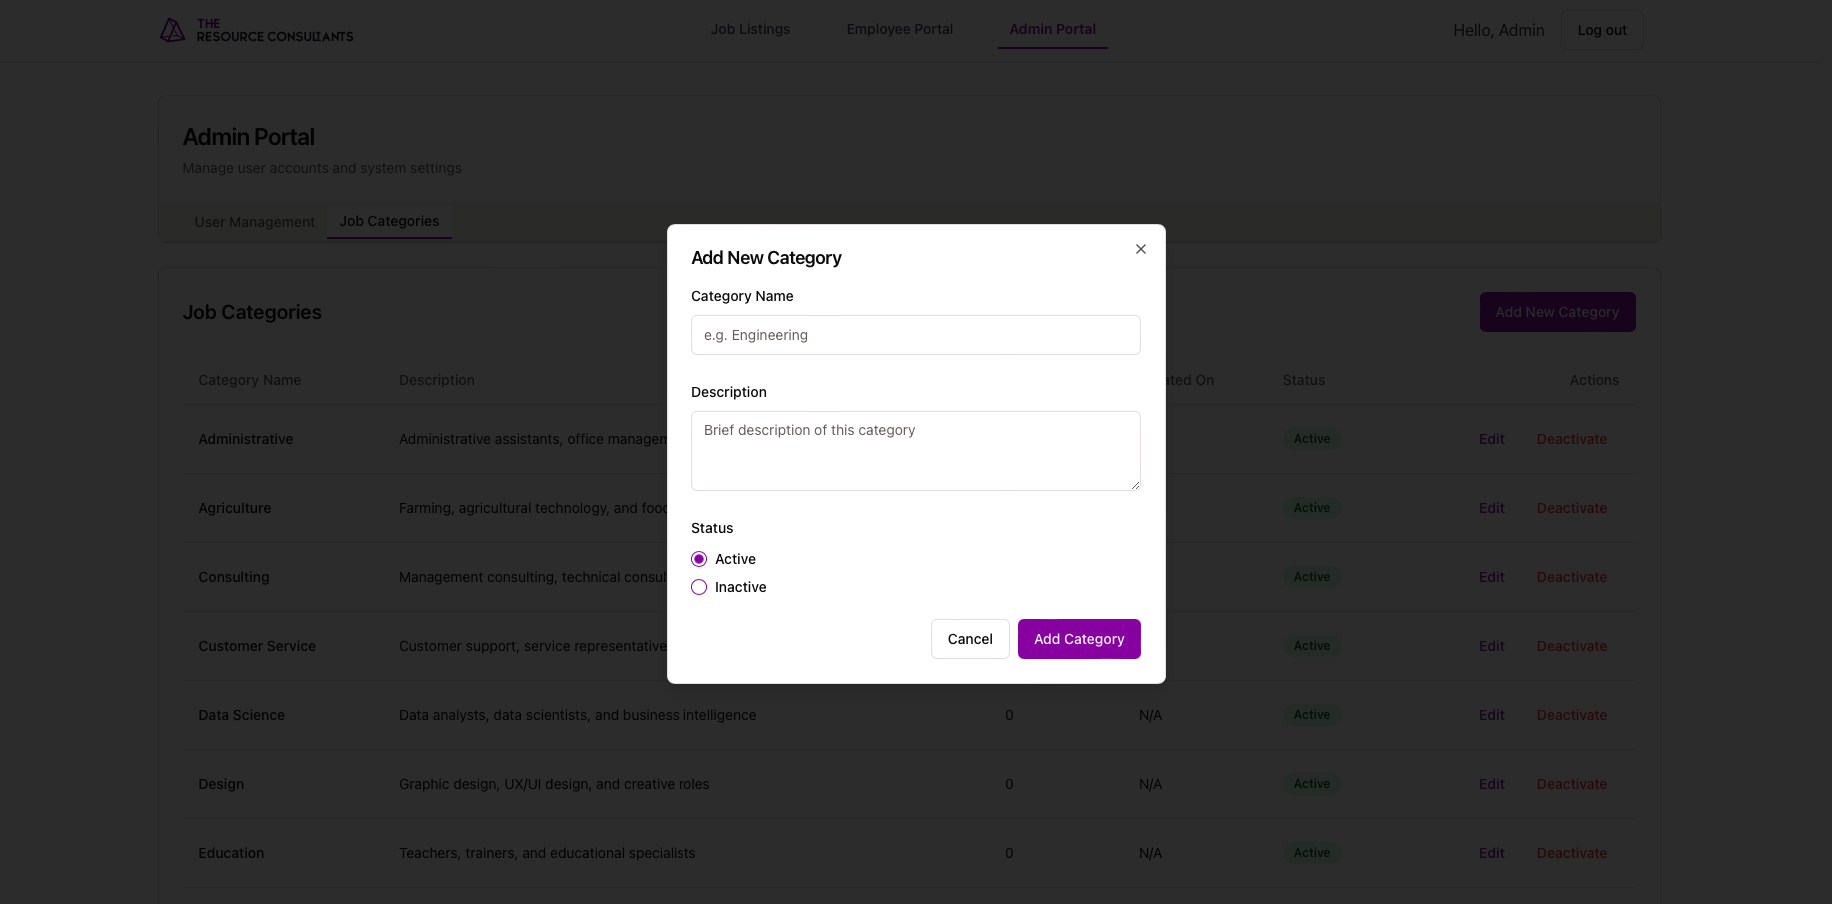 THE
RESOURCE CONSULTANTS
Job Listings
Employee Portal
Admin Portal
Hello, Admin
Log out
Admin Portal
Manage user accounts and system settings
User Management
Job Categories
Job Categories
Add New Category
Category Name
Description
ated On
Status
Actions
Administrative
Administrative assistants, office
Active
Edit
Deactivate
Agriculture
Farming, agricultural technology, and
Active
Edit
Deactivate
Consulting
Management consulting, technical
Active
Edit
Deactivate
Customer Service
Customer support, service
Active
Edit
Deactivate
Data Science
Data analysts, data scientists, and business intelligence
0
N/A
Active
Edit
Deactivate
Design
Graphic design, UX/UI design, and creative roles
0
N/A
Active
Edit
Deactivate
Education
Teachers, trainers, and educational specialists
0
N/A
Active
Edit
Deactivate
Add New Category
Category Name
e.g. Engineering
Description
Brief description of this category
Status
Active
Inactive
Cancel
Add Category